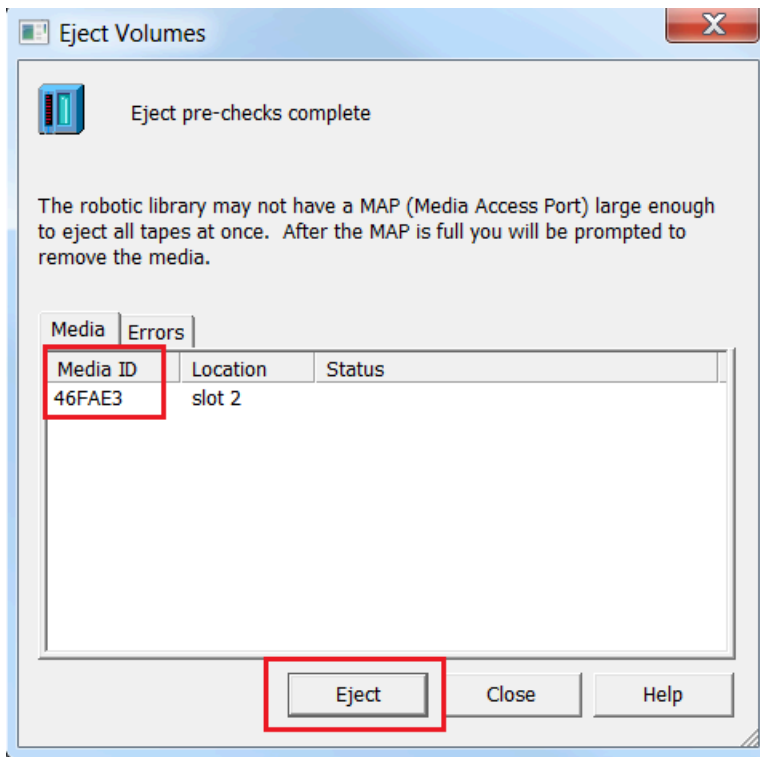 Eject Volumes
X
Eject pre-checks complete
The robotic library may not have a MAP (Media Access Port) large enough
to eject all tapes at once.  After the MAP is full you will be prompted to
remove the media.
Media Errors
Media ID Location Status
46FAE3 slot 2
Eject Close Help